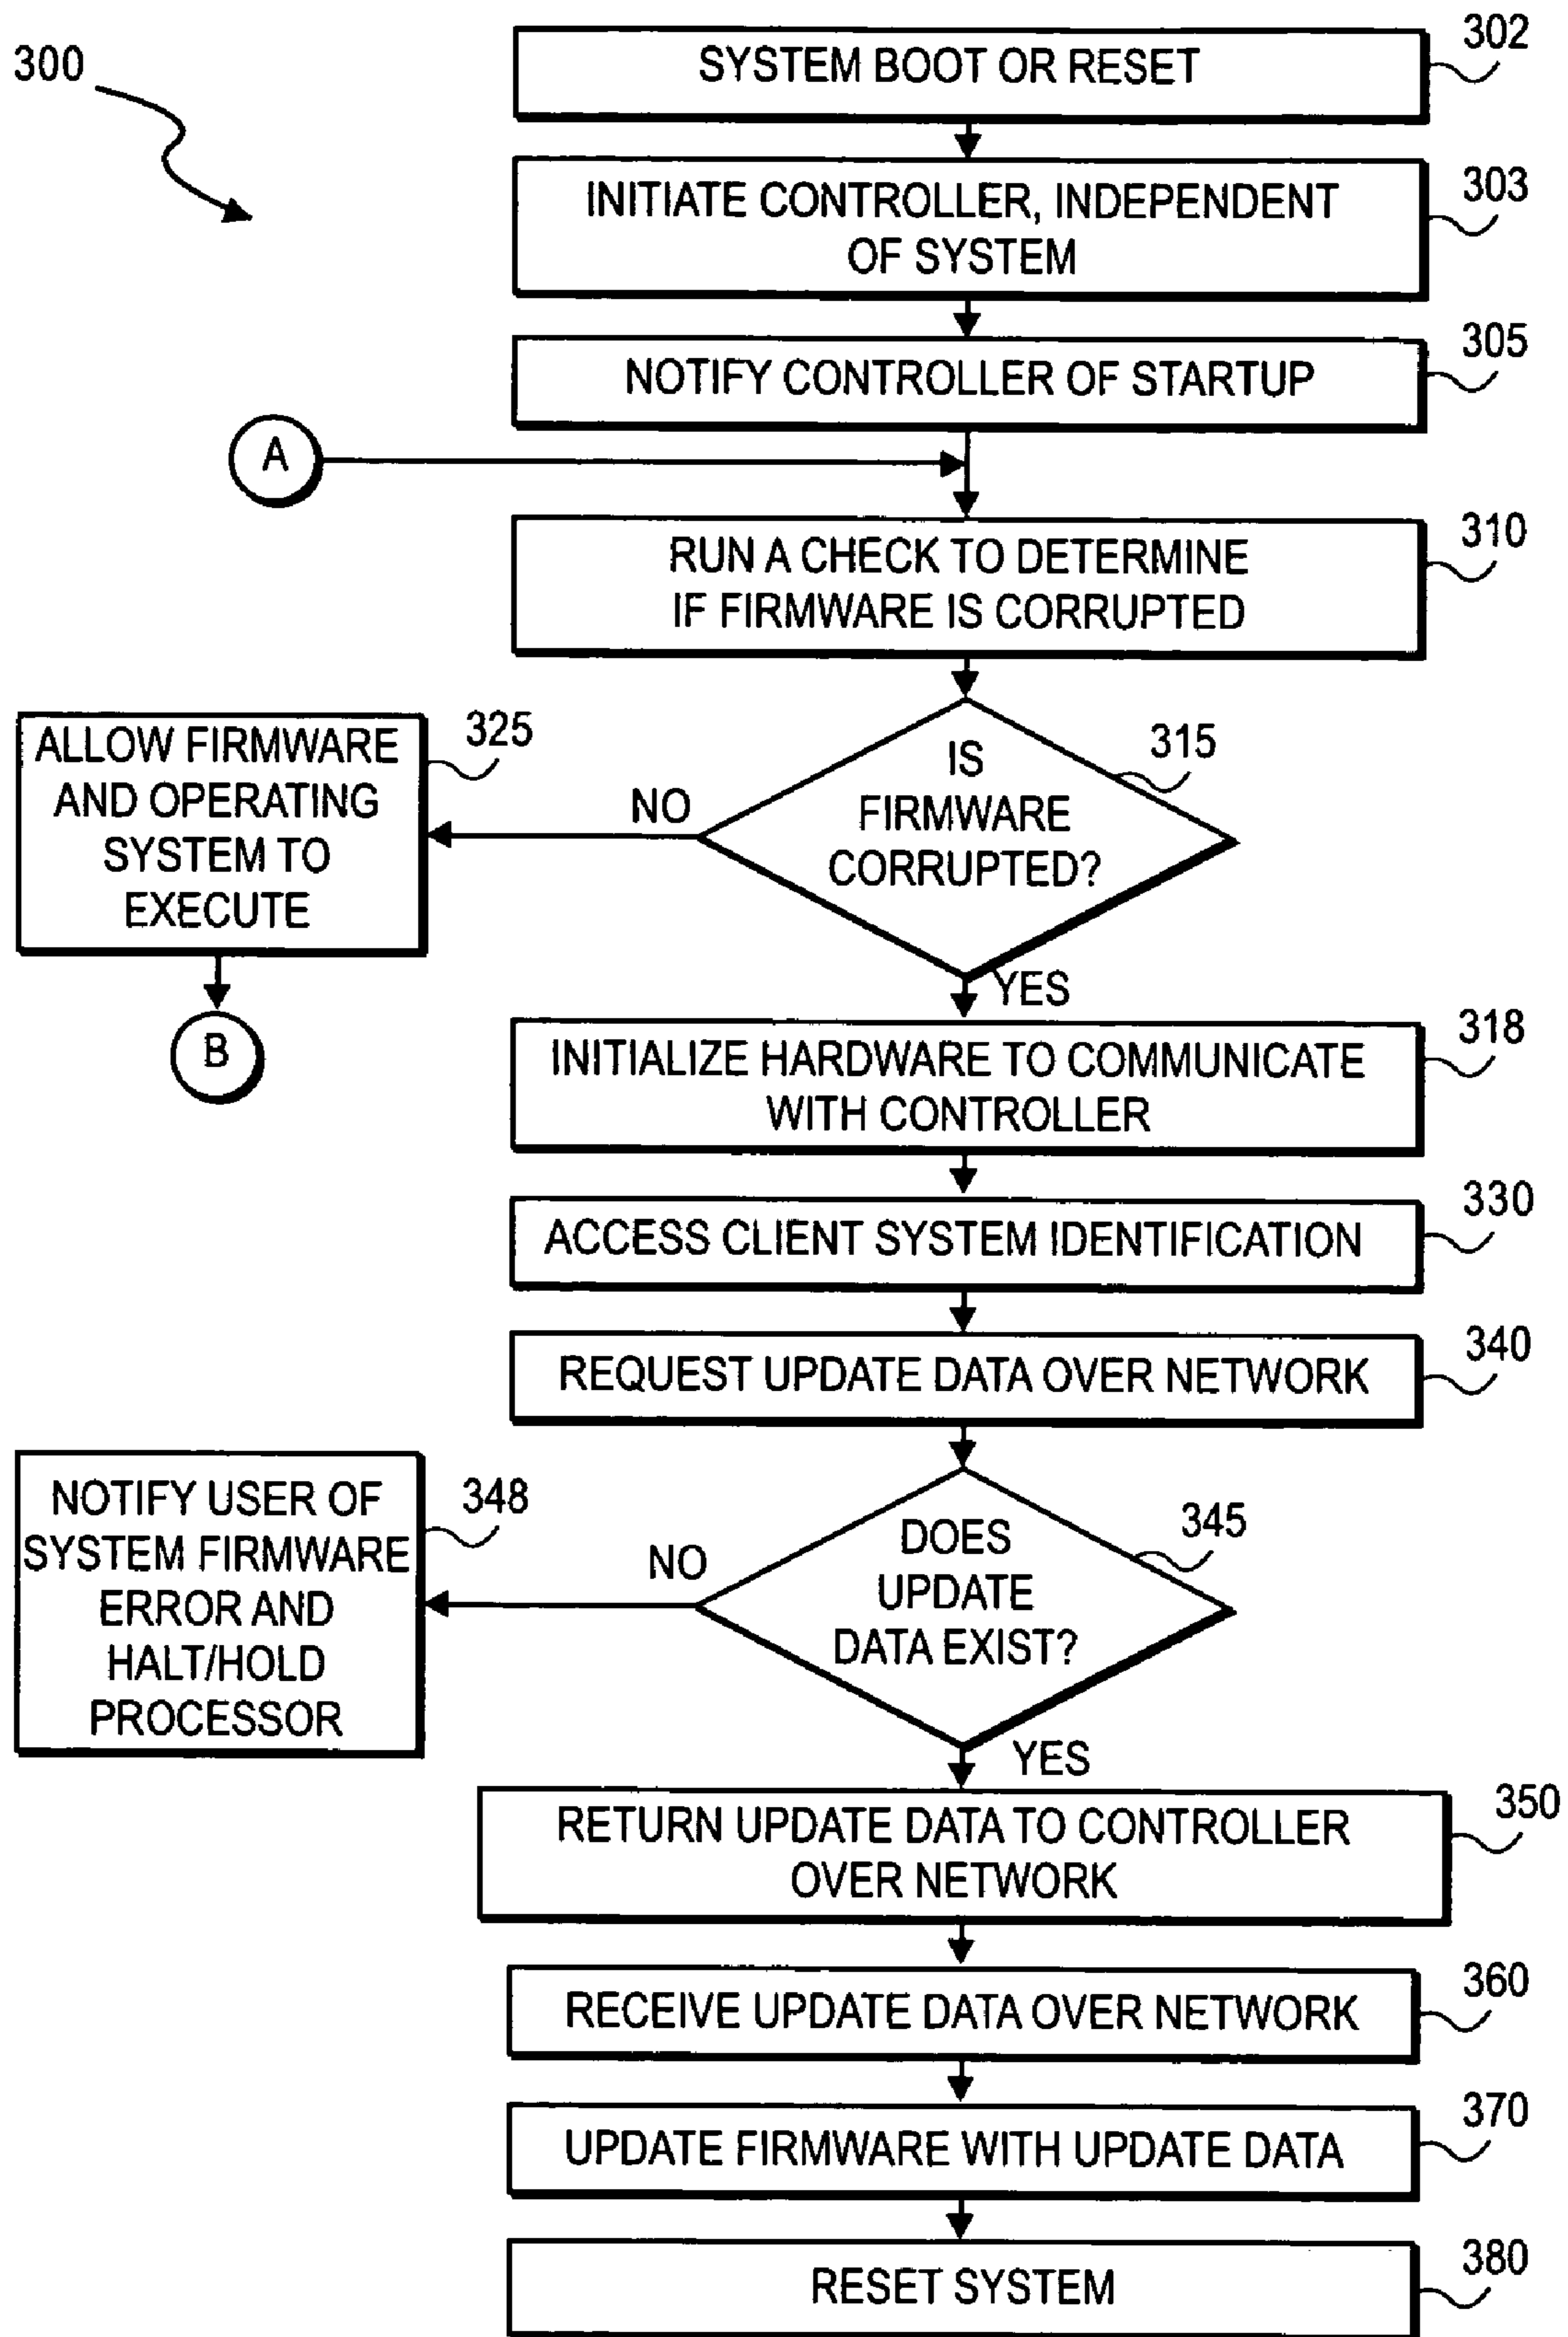 300
SYSTEM BOOT OR RESET
302
INITIATE CONTROLLER, INDEPENDENT
OF SYSTEM
303
NOTIFY CONTROLLER OF STARTUP
305
A
RUN A CHECK TO DETERMINE
IF FIRMWARE IS CORRUPTED
310
IS
FIRMWARE
CORRUPTED?
315
NO
ALLOW FIRMWARE
AND OPERATING
SYSTEM TO
EXECUTE
325
B
YES
INITIALIZE HARDWARE TO COMMUNICATE
WITH CONTROLLER
318
ACCESS CLIENT SYSTEM IDENTIFICATION
330
REQUEST UPDATE DATA OVER NETWORK
340
DOES
UPDATE
DATA EXIST?
345
NO
NOTIFY USER OF
SYSTEM FIRMWARE
ERROR AND
HALT/HOLD
PROCESSOR
348
YES
RETURN UPDATE DATA TO CONTROLLER
OVER NETWORK
350
RECEIVE UPDATE DATA OVER NETWORK
360
UPDATE FIRMWARE WITH UPDATE DATA
370
RESET SYSTEM
380